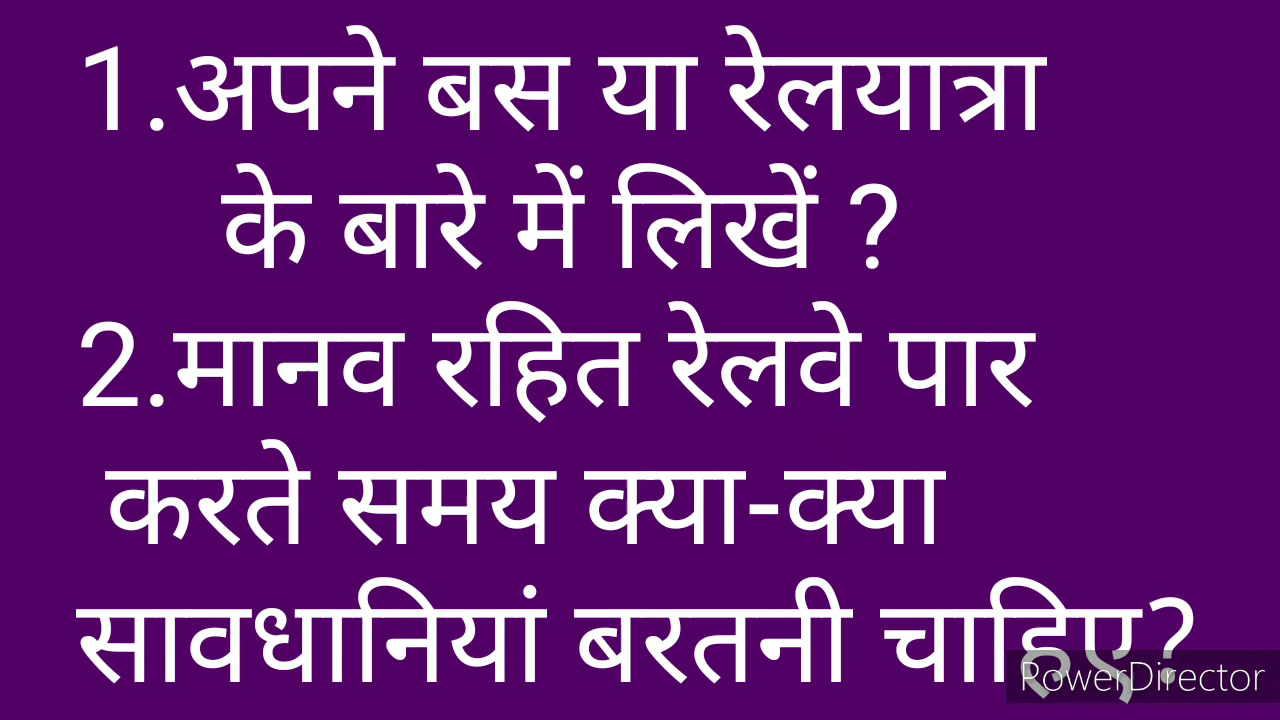 1.अपने बस या रेलयात्रा
के बारे में लिखें ?
2.मानव रहित रेलवे पार
करते समय क्या-क्या
सावधानियां बरतनी चाहिए?
PowerDirector